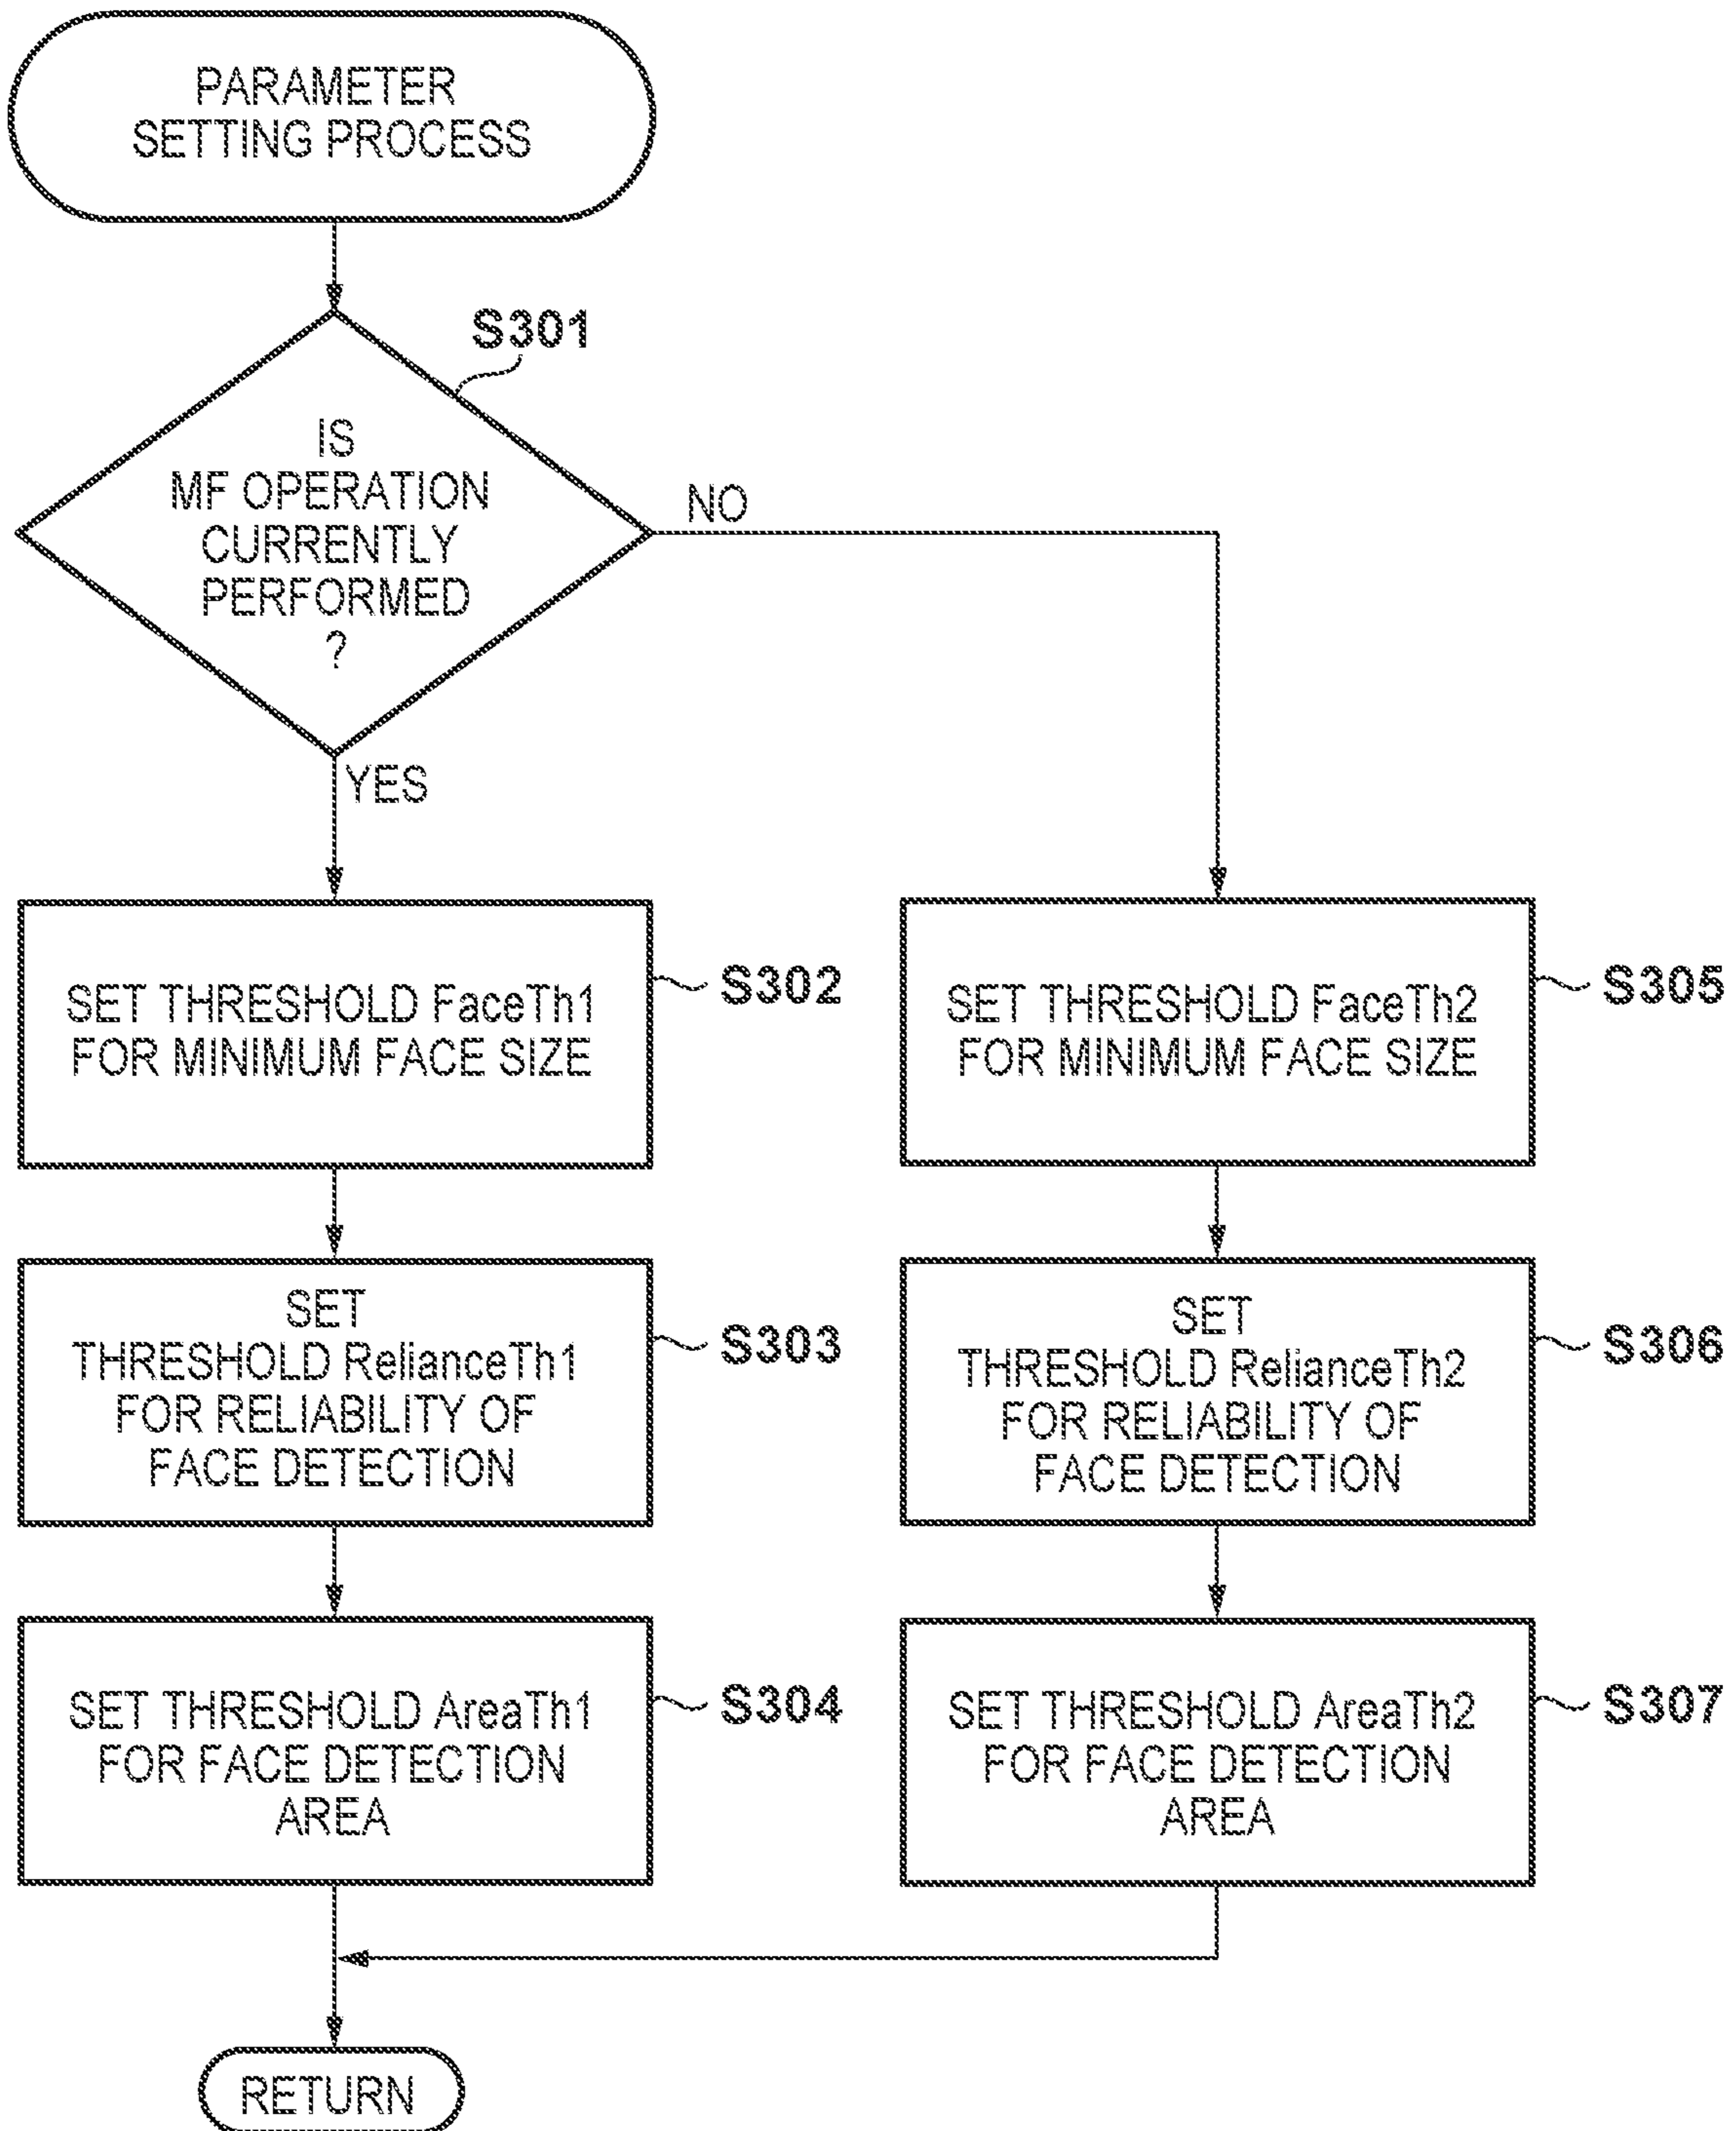 PARAMETER
SETTING PROCESS
S301
IS
MF OPERATION
CURRENTLY
PERFORMED
?
NO
YES
SET THRESHOLD FaceTh1
FOR MINIMUM FACE SIZE
S302
SET THRESHOLD FaceTh2
FOR MINIMUM FACE SIZE
S305
SET
THRESHOLD RelianceTh1
FOR RELIABILITY OF
FACE DETECTION
S303
SET
THRESHOLD RelianceTh2
FOR RELIABILITY OF
FACE DETECTION
S306
SET THRESHOLD AreaTh1
FOR FACE DETECTION
AREA
S304
SET THRESHOLD AreaTh2
FOR FACE DETECTION
AREA
S307
RETURN